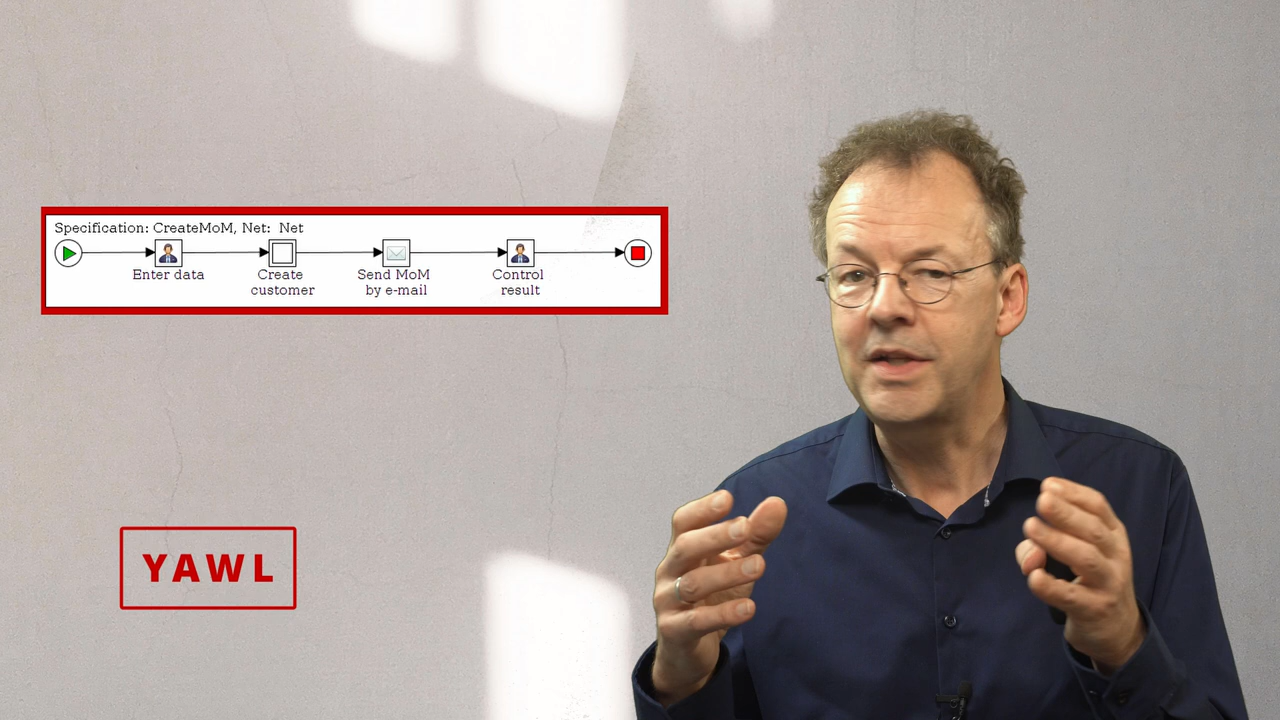 Specification: CreateMoM, Net: Net
Enter data
Create
customer
Send MoM
by e-mail
Control
result
YAWL